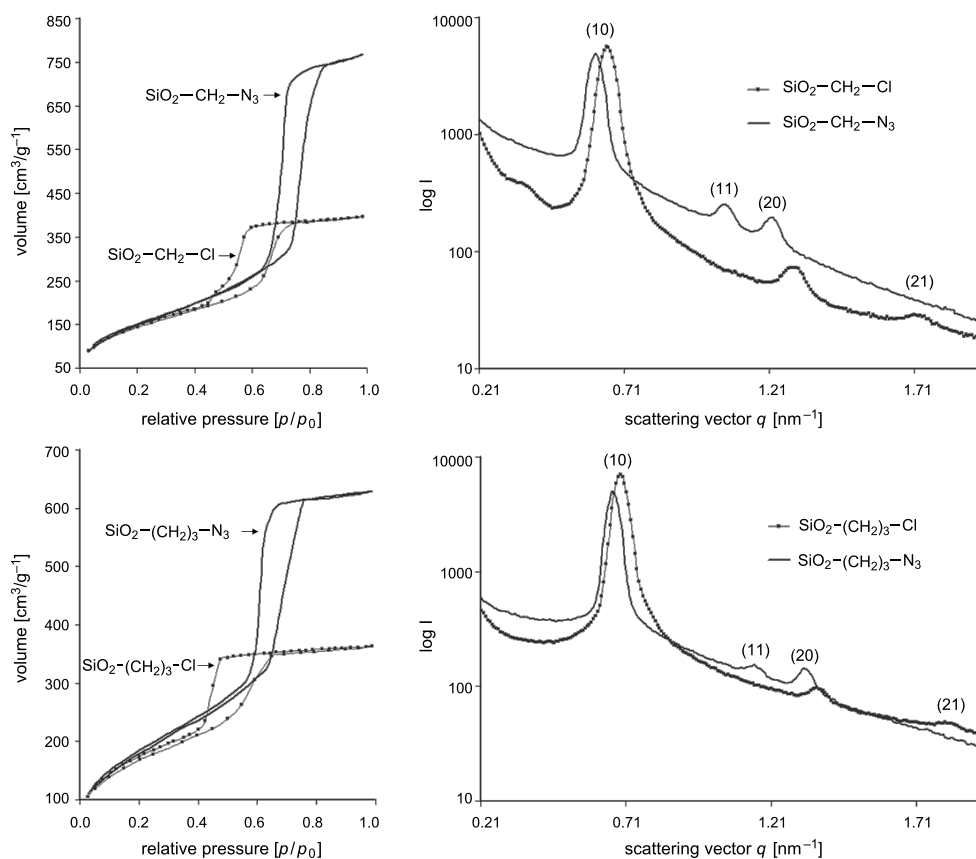 850
750
650
550
450
350
250
150
50
volume [cm³/g⁻¹]
SiO₂−CH₂−N₃
SiO₂−CH₂−Cl
0.0 0.2 0.4 0.6 0.8 1.0
relative pressure [p/p₀]
10000
1000
100
10
log I
(10)
(11)
(20)
(21)
SiO₂−CH₂−Cl
SiO₂−CH₂−N₃
0.21 0.71 1.21 1.71
scattering vector q [nm⁻¹]
700
600
500
400
300
200
100
volume [cm³/g⁻¹]
SiO₂−(CH₂)₃−N₃
SiO₂−(CH₂)₃−Cl
0.0 0.2 0.4 0.6 0.8 1.0
relative pressure [p/p₀]
10000
1000
100
10
log I
(10)
(11)
(20)
(21)
SiO₂−(CH₂)₃−Cl
SiO₂−(CH₂)₃−N₃
0.21 0.71 1.21 1.71
scattering vector q [nm⁻¹]